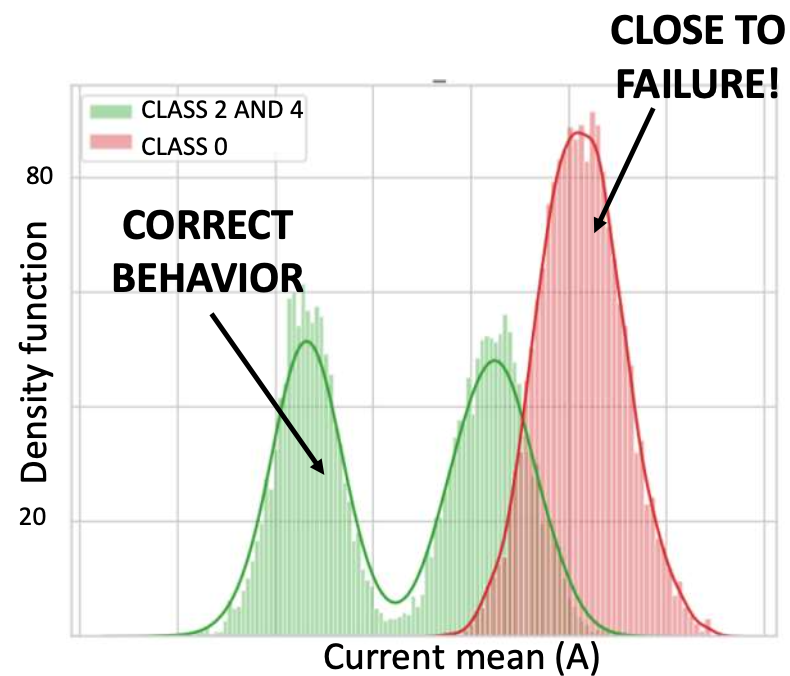 CLOSE TO
FAILURE!
CLASS 2 AND 4
CLASS 0
80
CORRECT
BEHAVIOR
Density function
20
Current mean (A)